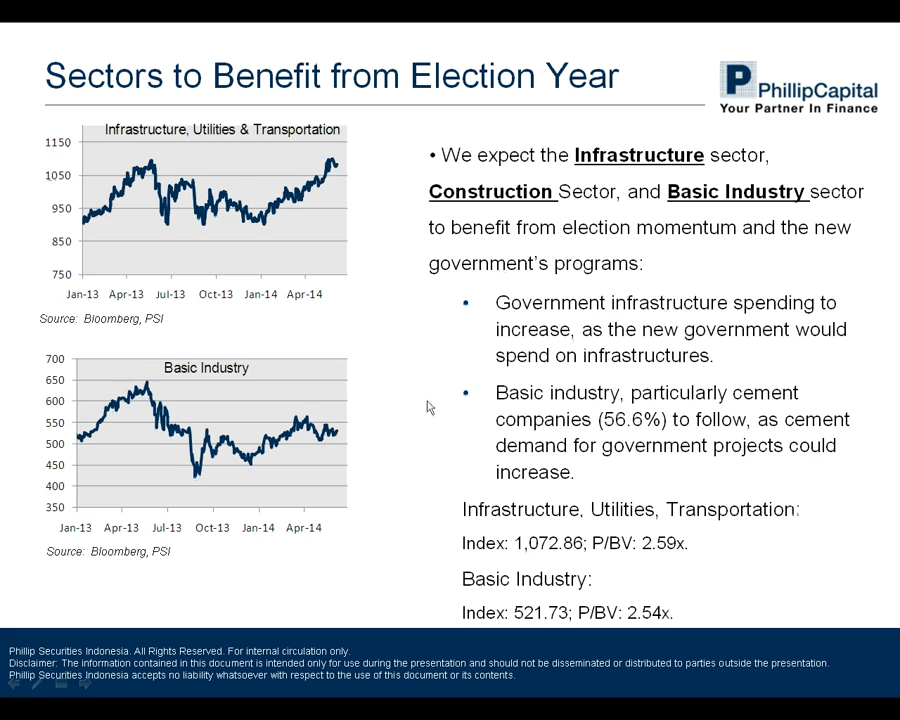 Sectors to Benefit from Election Year
P PhillipCapital
Your Partner In Finance
Infrastructure, Utilities & Transportation
1150
1050
950
850
750
Jan-13 Apr-13 Jul-13 Oct-13 Jan-14 Apr-14
Source: Bloomberg, PSI
Basic Industry
700
650
600
550
500
450
400
350
Jan-13 Apr-13 Jul-13 Oct-13 Jan-14 Apr-14
Source: Bloomberg, PSI
• We expect the Infrastructure sector,
Construction Sector, and Basic Industry sector
to benefit from election momentum and the new
government's programs:
• Government infrastructure spending to
increase, as the new government would
spend on infrastructures.
• Basic industry, particularly cement
companies (56.6%) to follow, as cement
demand for government projects could
increase.
Infrastructure, Utilities, Transportation:
Index: 1,072.86; P/BV: 2.59x.
Basic Industry:
Index: 521.73; P/BV: 2.54x.
Phillip Securities Indonesia. All Rights Reserved. For internal circulation only.
Disclaimer: The information contained in this document is intended only for use during the presentation and should not be disseminated or distributed to parties outside the presentation.
Phillip Securities Indonesia accepts no liability whatsoever with respect to the use of this document or its contents.